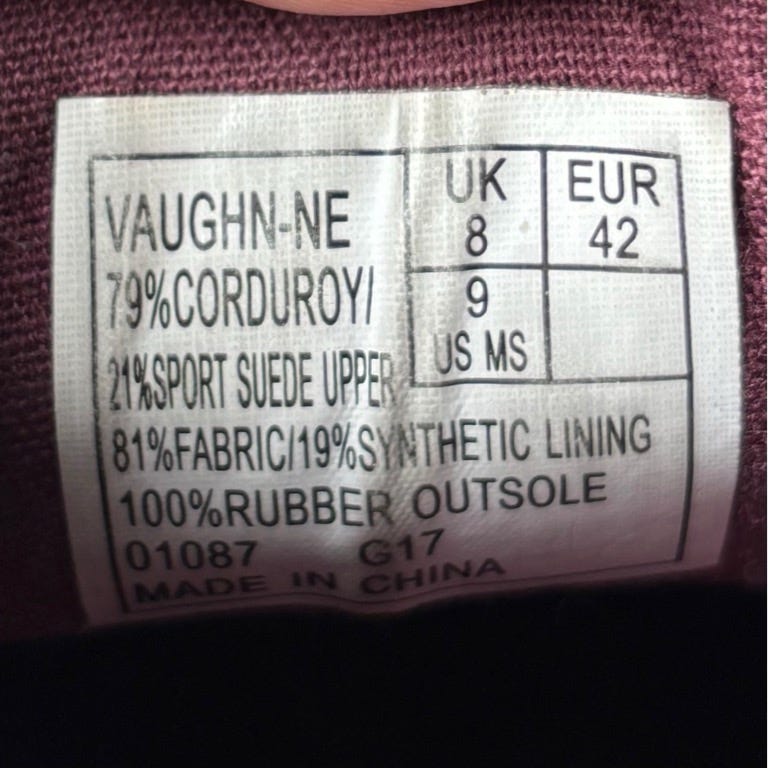 VAUGHN-NE
79%CORDUROY/
21%SPORT SUEDE UPPER
UK
8
EUR
42
9
US MS
81%FABRIC/19%SYNTHETIC LINING
100%RUBBER OUTSOLE
01087 G17
MADE IN CHINA